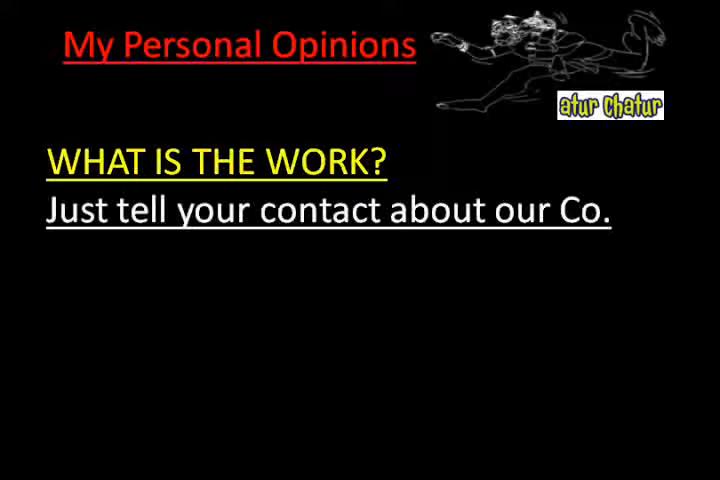 My Personal Opinions
atur chatur
WHAT IS THE WORK?
Just tell your contact about our Co.